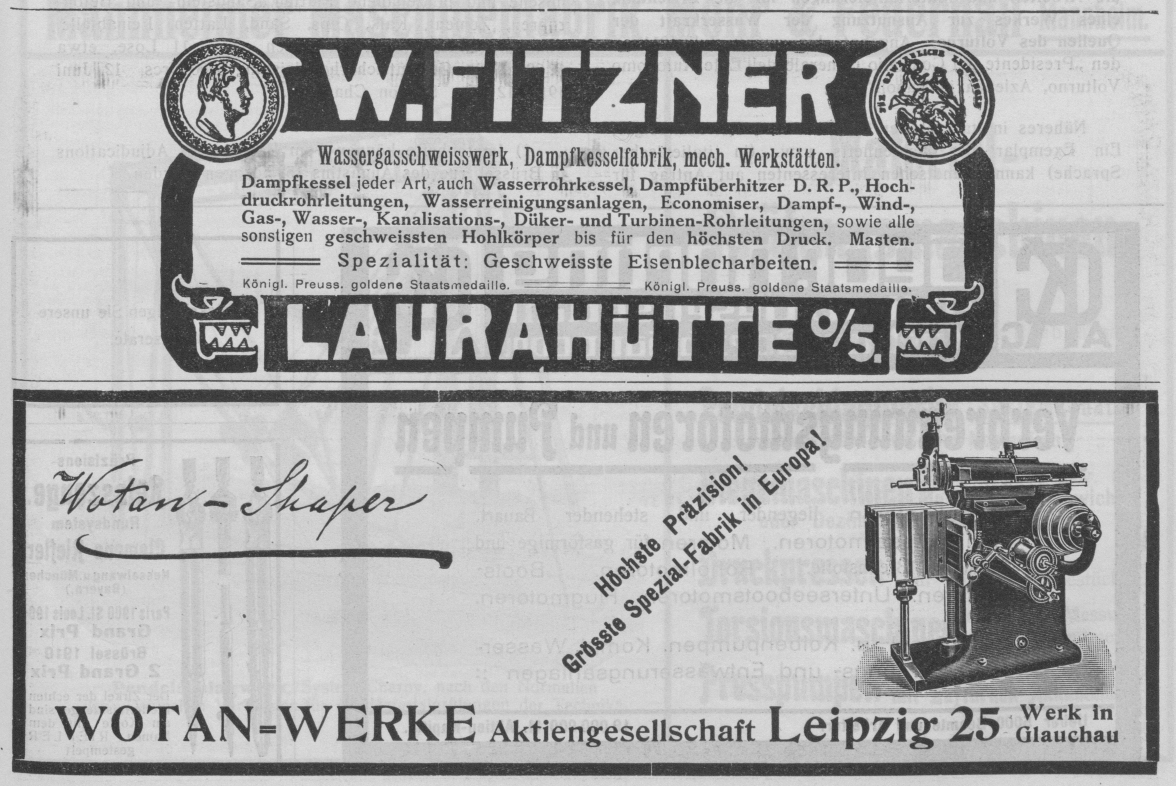 W. FITZNER
Wassergasschweisswerk, Dampfkesselfabrik, mech. Werkstätten.
Dampfkessel jeder Art, auch Wasserrohrkessel, Dampfüberhitzer D. R. P., Hoch-
druckrohrleitungen, Wasserreinigungsanlagen, Economiser, Dampf-, Wind-,
Gas-, Wasser-, Kanalisations-, Düker- und Turbinen-Rohrleitungen, sowie alle
sonstigen geschweissten Hohlkörper bis für den höchsten Druck. Masten.
Spezialität: Geschweisste Eisenblecharbeiten.
Königl. Preuss. goldene Staatsmedaille. Königl. Preuss. goldene Staatsmedaille.
LAURAHÜTTE O/S.
Wotan-Shaper
Höchste Präzision!
Grösste Spezial-Fabrik in Europa!
WOTAN-WERKE Aktiengesellschaft Leipzig 25 Werk in
Glauchau